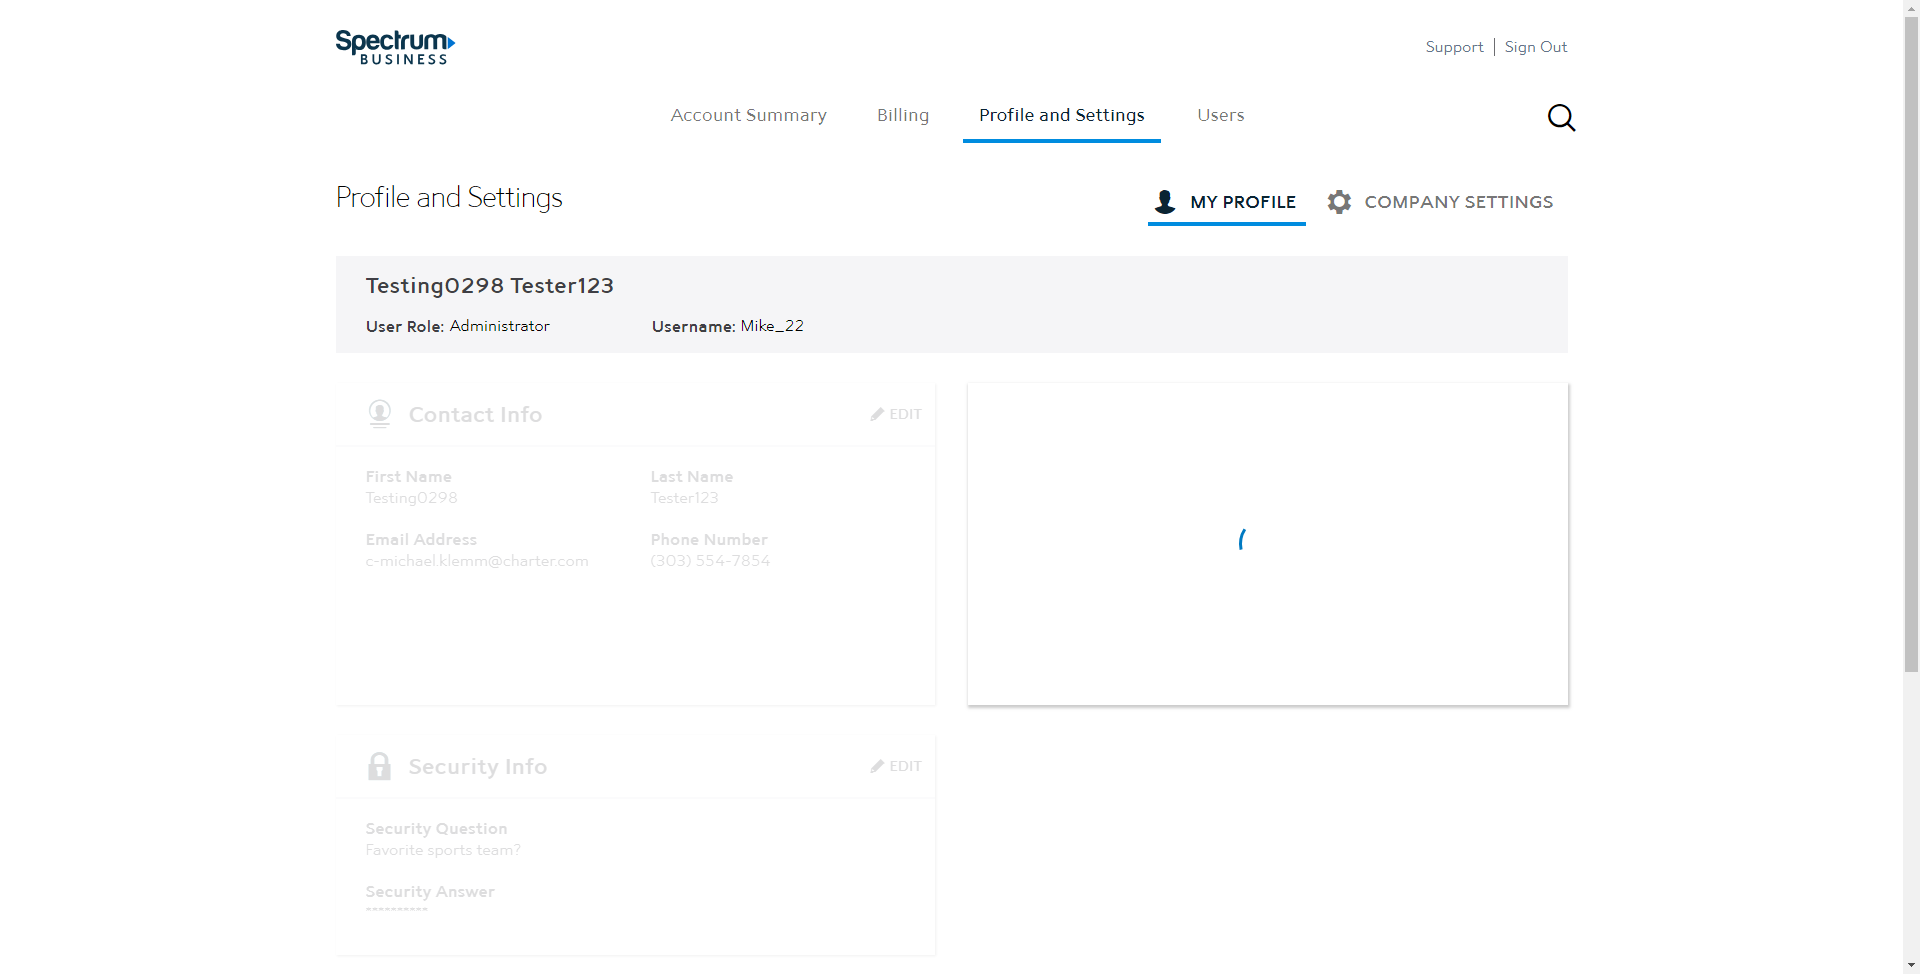 Spectrum
BUSINESS
Support
Sign Out
Account Summary
Billing
Profile and Settings
Users
Profile and Settings
MY PROFILE
COMPANY SETTINGS
Testing0298 Tester123
User Role: Administrator
Username: Mike_22
Contact Info
EDIT
First Name
Testing0298
Last Name
Tester123
Email Address
c-michael.klemm@charter.com
Phone Number
(303) 554-7854
Security Info
EDIT
Security Question
Favorite sports team?
Security Answer
**********